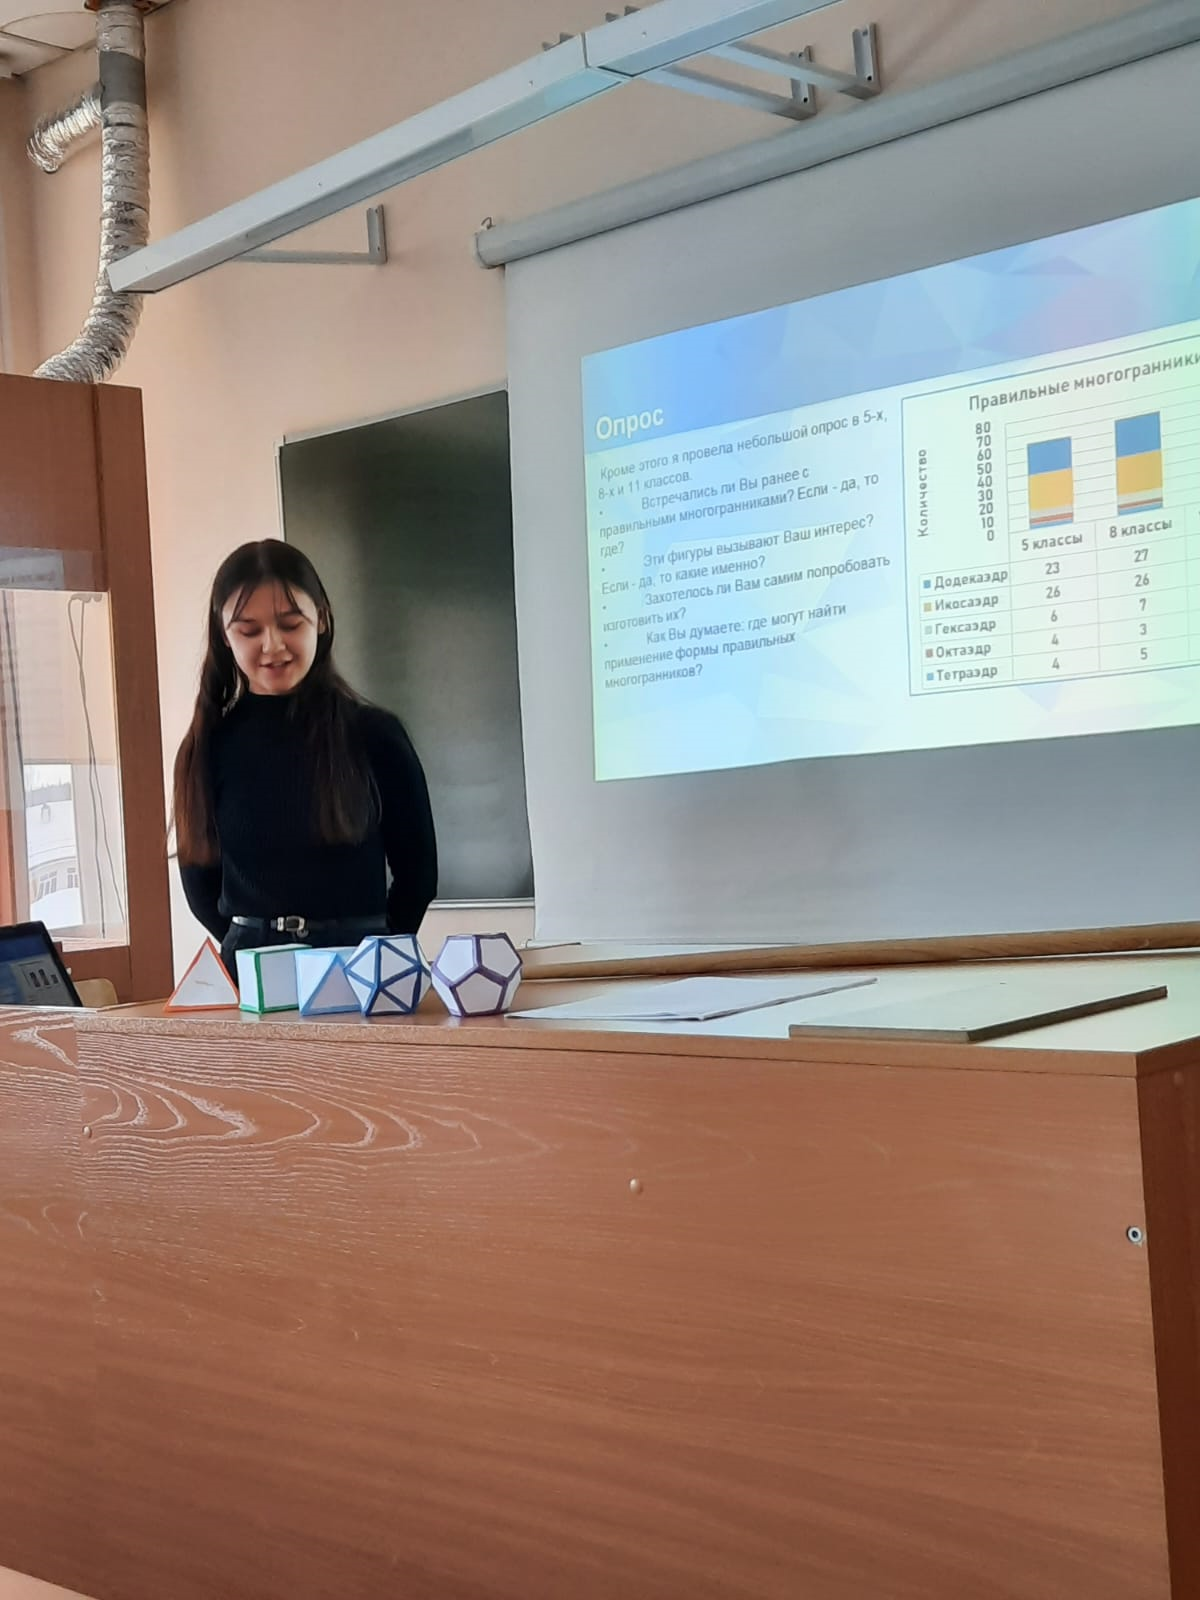 Опрос
Кроме этого я провела небольшой опрос в 5-х,
8-х и 11 классов.
• Встречались ли Вы ранее с
правильными многогранниками? Если - да, то
где?
• Эти фигуры вызывают Ваш интерес?
Если - да, то какие именно?
• Захотелось ли Вам самим попробовать
изготовить их?
• Как Вы думаете: где могут найти
применение формы правильных
многогранников?
Правильные многогранники
Количество
80
70
60
50
40
30
20
10
0
5 классы 8 классы
Додекаэдр 23 27
Икосаэдр 26 26
Гексаэдр 6 7
Октаэдр 4 3
Тетраэдр 4 5